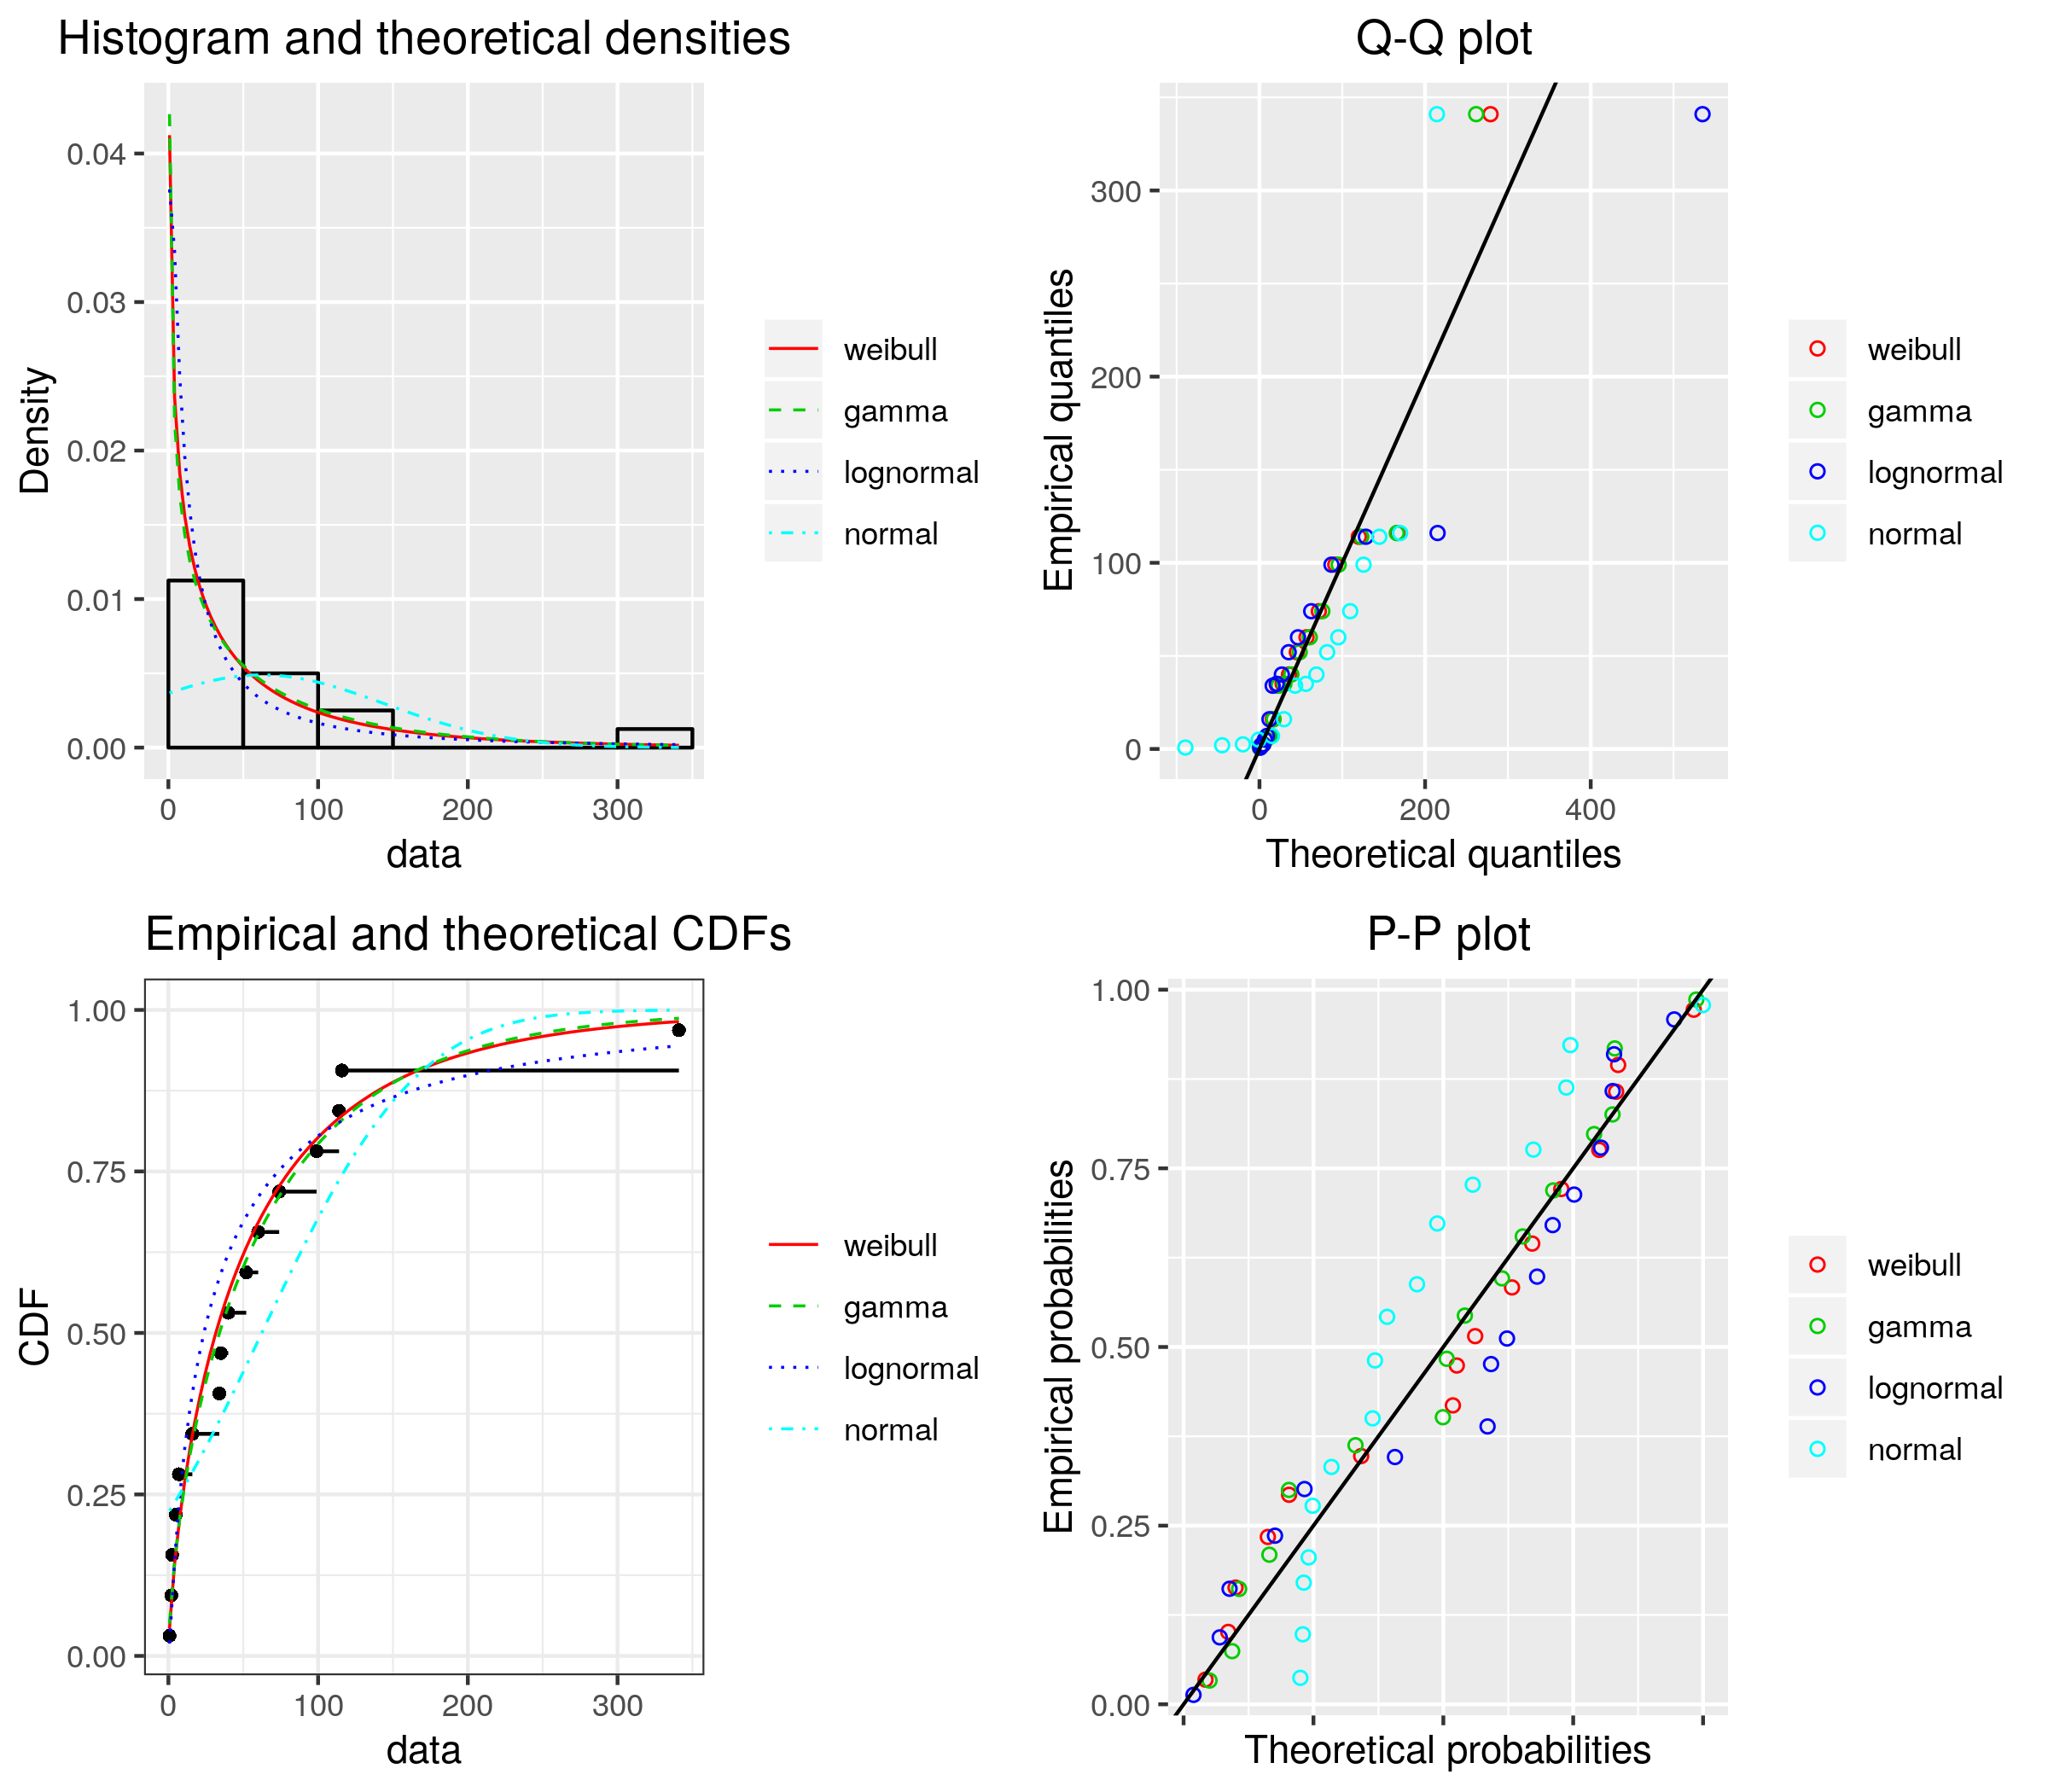 Histogram and theoretical densities
Density
0.04
0.03
0.02
0.01
0.00
0 100 200 300
data
weibull
gamma
lognormal
normal
Q-Q plot
Empirical quantiles
300
200
100
0
0 200 400
Theoretical quantiles
weibull
gamma
lognormal
normal
Empirical and theoretical CDFs
CDF
1.00
0.75
0.50
0.25
0.00
0 100 200 300
data
weibull
gamma
lognormal
normal
P-P plot
Empirical probabilities
1.00
0.75
0.50
0.25
0.00
Theoretical probabilities
weibull
gamma
lognormal
normal